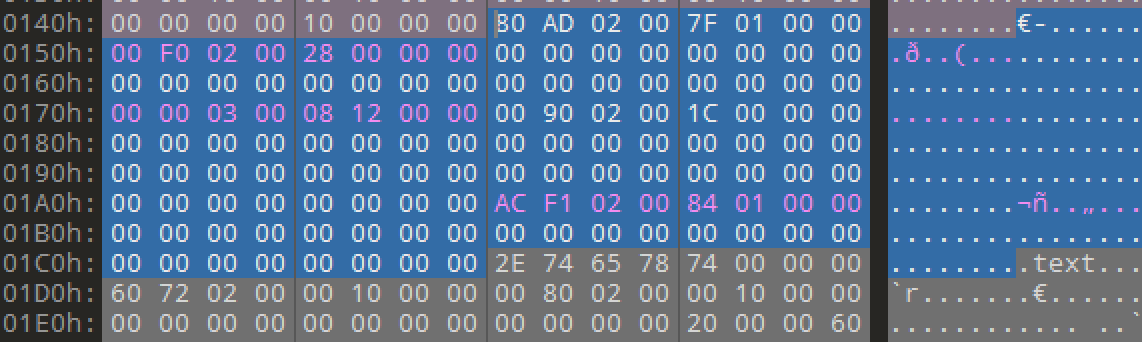 0140h: 00 00 00 00 10 00 00 00 80 AD 02 00 7F 01 00 00 ........€-......
0150h: 00 F0 02 00 28 00 00 00 00 00 00 00 00 00 00 00 .ð..(...........
0160h: 00 00 00 00 00 00 00 00 00 00 00 00 00 00 00 00 ................
0170h: 00 00 03 00 08 12 00 00 00 90 02 00 1C 00 00 00 ................
0180h: 00 00 00 00 00 00 00 00 00 00 00 00 00 00 00 00 ................
0190h: 00 00 00 00 00 00 00 00 00 00 00 00 00 00 00 00 ................
01A0h: 00 00 00 00 00 00 00 00 AC F1 02 00 84 01 00 00 ........¬ñ..„...
01B0h: 00 00 00 00 00 00 00 00 00 00 00 00 00 00 00 00 ................
01C0h: 00 00 00 00 00 00 00 00 2E 74 65 78 74 00 00 00 .........text...
01D0h: 60 72 02 00 00 10 00 00 00 80 02 00 00 10 00 00 `r.......€......
01E0h: 00 00 00 00 00 00 00 00 00 00 00 00 20 00 00 60 ............ ..`